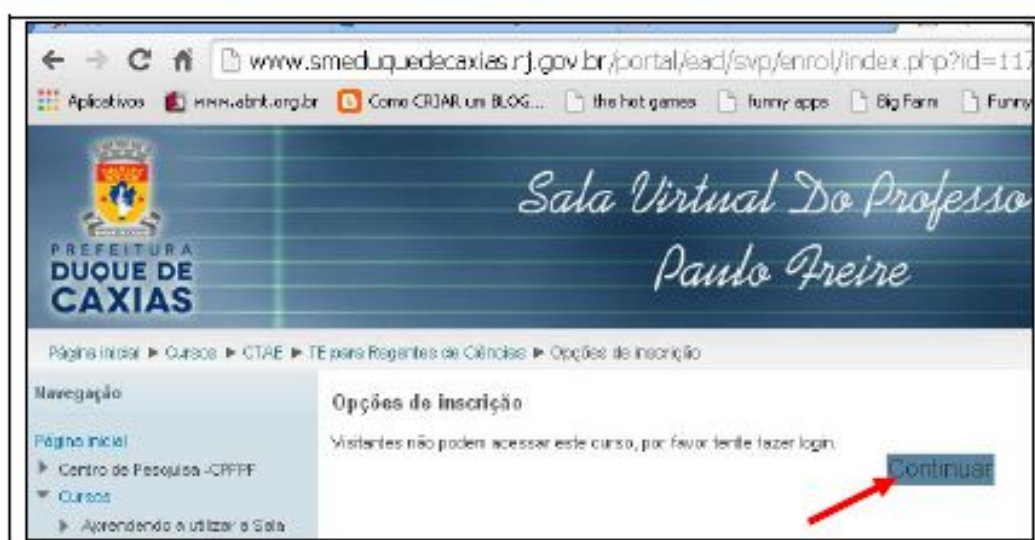 www.smeduquedecaxias.rj.gov.br/portal/ead/svp/enrol/index.php?id=117
Aplicativos www.abnt.org.br Como CRIAR um BLOG... the hot games funny apps Big Farm Funny
Sala Virtual Do Professo
Paulo Freire
PREFEITURA
DUQUE DE
CAXIAS
Página inicial ► Cursos ► CTAE ► TE para Regentes de Ciências ► Opções de inscrição
Navegação
Opções de inscrição
Página inicial
Visitantes não podem acessar este curso, por favor tente fazer login.
Centro de Pesquisa -CPFPF
Continuar
Cursos
Aprendendo a utilizar a Sala